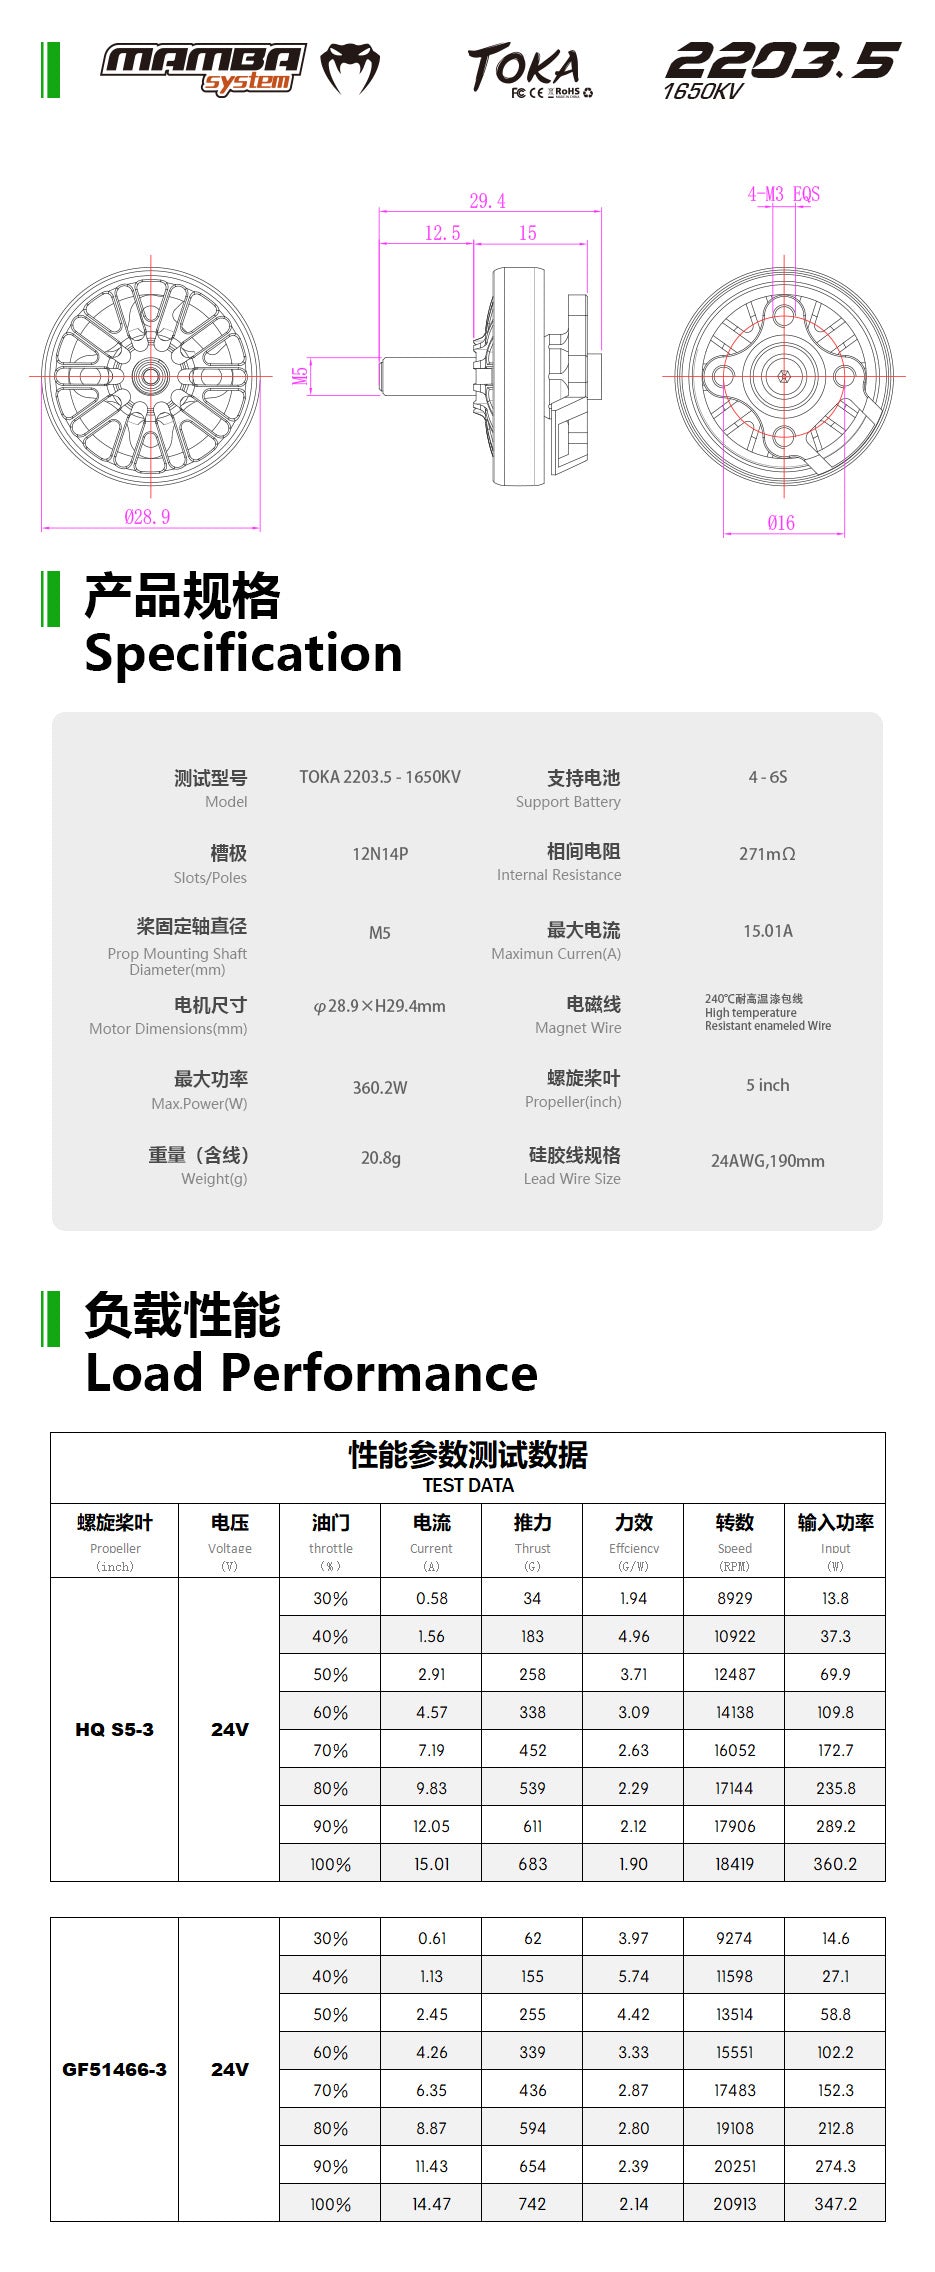 MAMBA
system
TOKA
FC CE RoHS
2203.5
1650KV
29.4
12.5 15
4-M3 EQS
M5
Ø28.9
Ø16
产品规格
Specification
测试型号 TOKA 2203.5 - 1650KV 支持电池 4 - 6S
Model Support Battery
槽极 12N14P 相间电阻 271mΩ
Slots/Poles Internal Resistance
桨固定轴直径 M5 最大电流 15.01A
Prop Mounting Shaft Maximun Curren(A)
Diameter(mm)
电机尺寸 φ28.9×H29.4mm 电磁线 240℃耐高温漆包线
Motor Dimensions(mm) Magnet Wire High temperature
Resistant enameled Wire
最大功率 360.2W 螺旋桨叶 5 inch
Max.Power(W) Propeller(inch)
重量（含线） 20.8g 硅胶线规格 24AWG,190mm
Weight(g) Lead Wire Size
负载性能
Load Performance
性能参数测试数据
TEST DATA
螺旋桨叶 电压 油门 电流 推力 力效 转数 输入功率
Propeller Voltage throttle Current Thrust Effciency Speed Input
(inch) (V) (%) (A) (G) (G/W) (RPM) (W)
30% 0.58 34 1.94 8929 13.8
40% 1.56 183 4.96 10922 37.3
50% 2.91 258 3.71 12487 69.9
60% 4.57 338 3.09 14138 109.8
HQ S5-3 24V
70% 7.19 452 2.63 16052 172.7
80% 9.83 539 2.29 17144 235.8
90% 12.05 611 2.12 17906 289.2
100% 15.01 683 1.90 18419 360.2
30% 0.61 62 3.97 9274 14.6
40% 1.13 155 5.74 11598 27.1
50% 2.45 255 4.42 13514 58.8
60% 4.26 339 3.33 15551 102.2
GF51466-3 24V
70% 6.35 436 2.87 17483 152.3
80% 8.87 594 2.80 19108 212.8
90% 11.43 654 2.39 20251 274.3
100% 14.47 742 2.14 20913 347.2